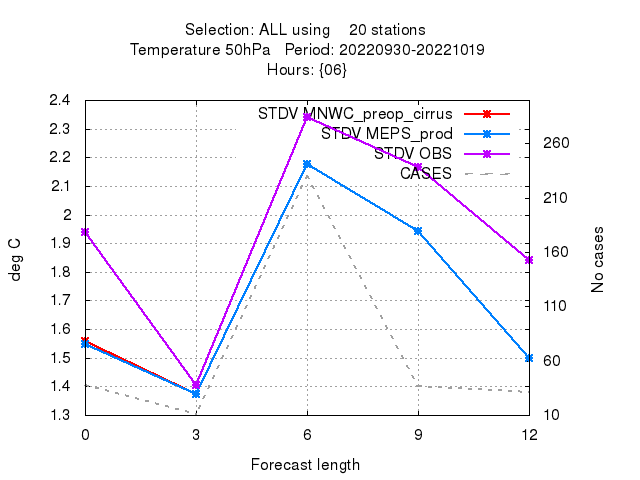 Selection: ALL using 20 stations
Temperature 50hPa Period: 20220930-20221019
Hours: {06}
STDV MNWC_preop_cirrus
STDV MEPS_prod
STDV OBS
CASES
2.4
2.3
2.2
2.1
2
1.9
1.8
1.7
1.6
1.5
1.4
1.3
260
210
160
110
60
10
deg C
No cases
0 3 6 9 12
Forecast length